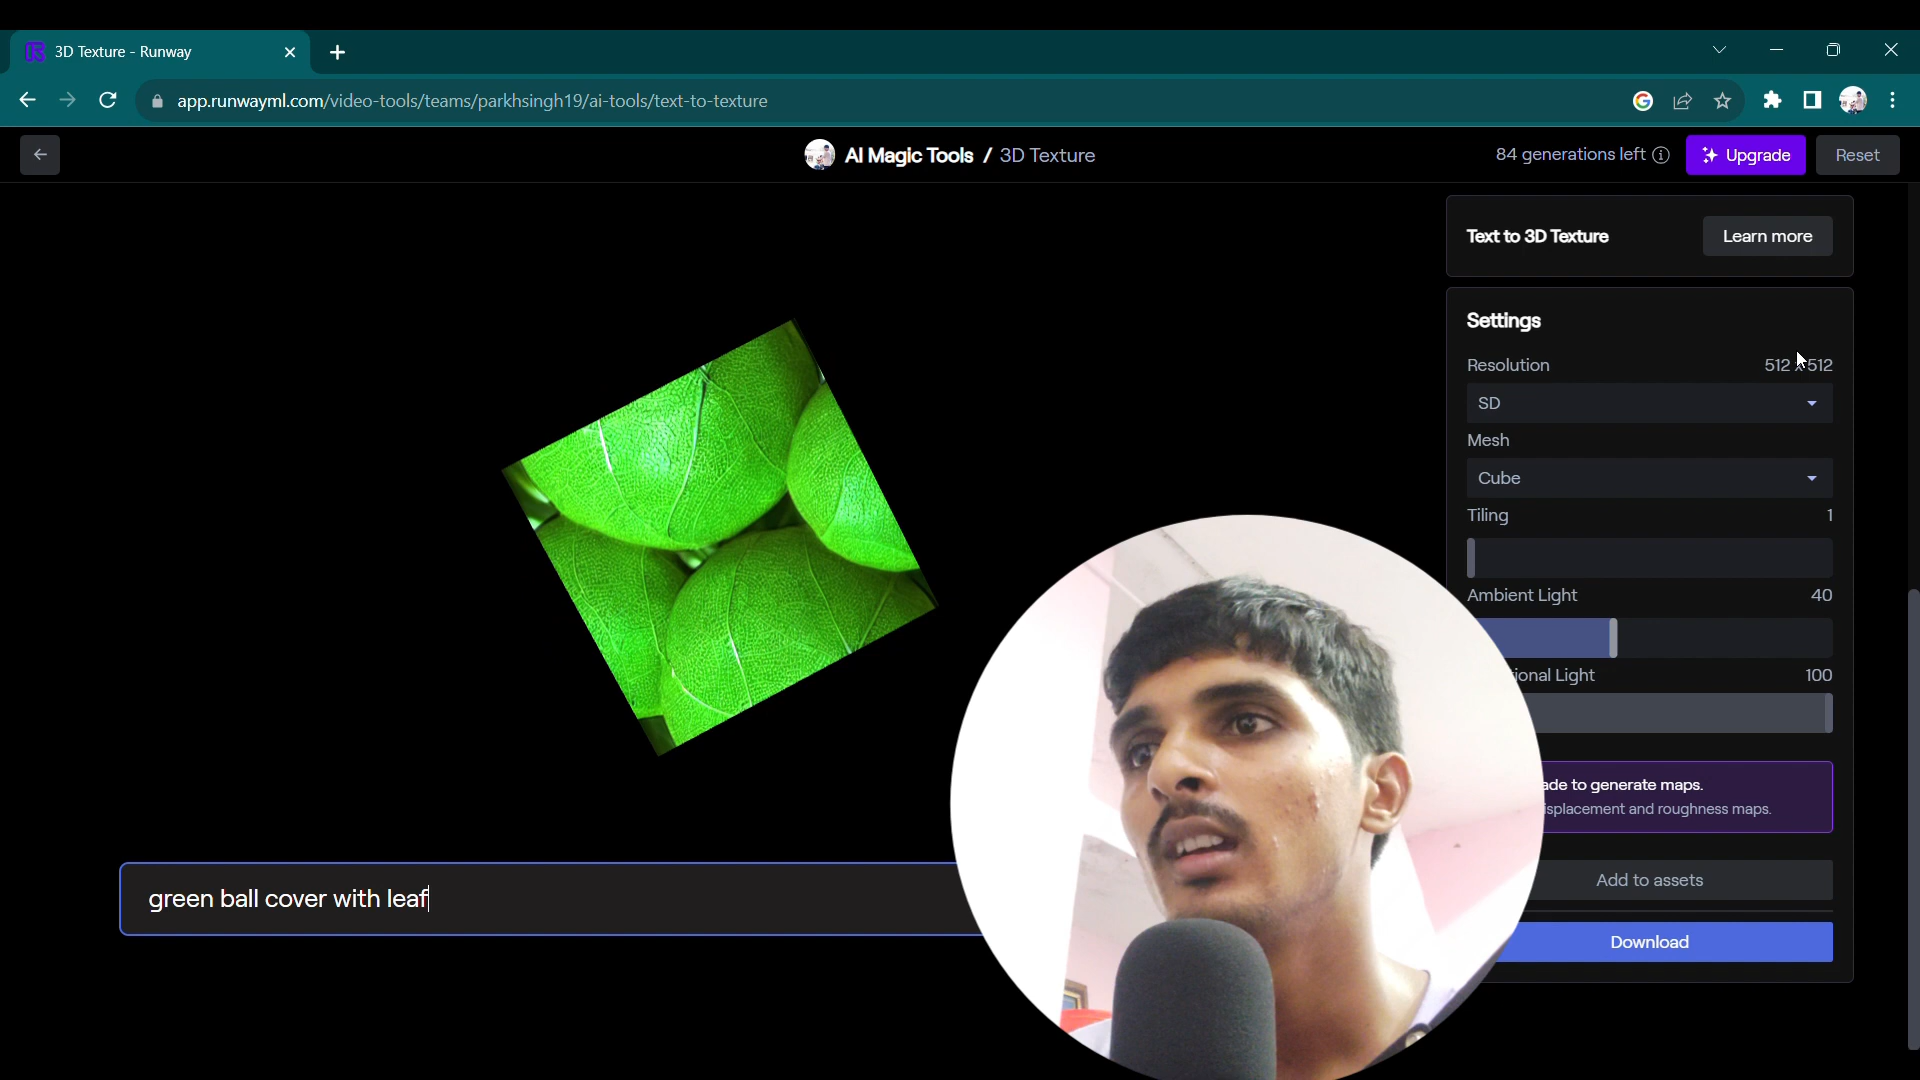 3D Texture - Runway
app.runwayml.com/video-tools/teams/parkhsingh19/ai-tools/text-to-texture
AI Magic Tools / 3D Texture
84 generations left
Upgrade
Reset
Text to 3D Texture
Learn more
Settings
Resolution 512 x 512
SD
Mesh
Cube
Tiling 1
Ambient Light 40
ional Light 100
ade to generate maps.
isplacement and roughness maps.
Add to assets
Download
green ball cover with leaf